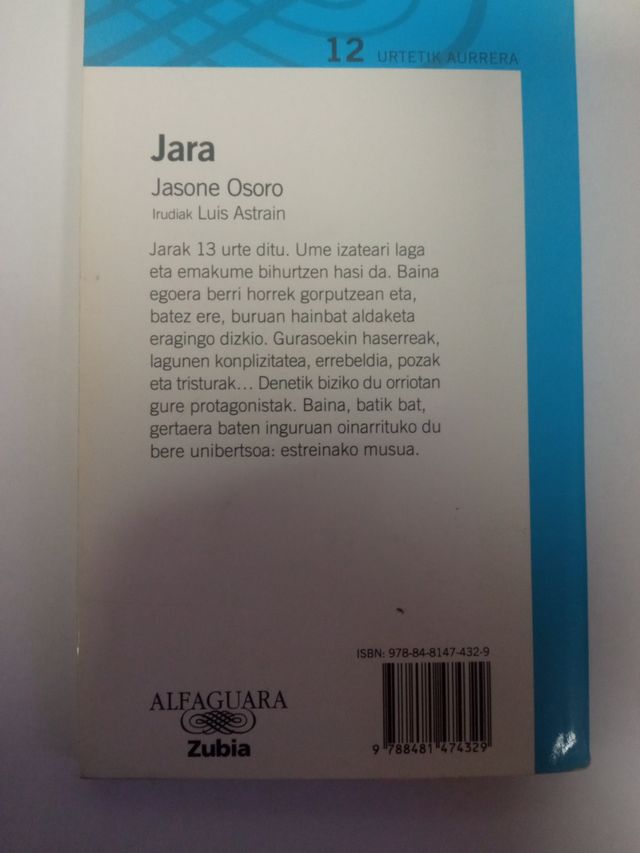 12 URTETIK AURRERA
Jara
Jasone Osoro
Irudiak Luis Astrain
Jarak 13 urte ditu. Ume izateari laga
eta emakume bihurtzen hasi da. Baina
egoera berri horrek gorputzean eta,
batez ere, buruan hainbat aldaketa
eragingo dizkio. Gurasoekin haserreak,
lagunen konplizitatea, errebeldia, pozak
eta tristurak... Denetik biziko du orriotan
gure protagonistak. Baina, batik bat,
gertaera baten inguruan oinarrituko du
bere unibertsoa: estreinako musua.
ISBN: 978-84-8147-432-9
ALFAGUARA
Zubia
9 788481 474329